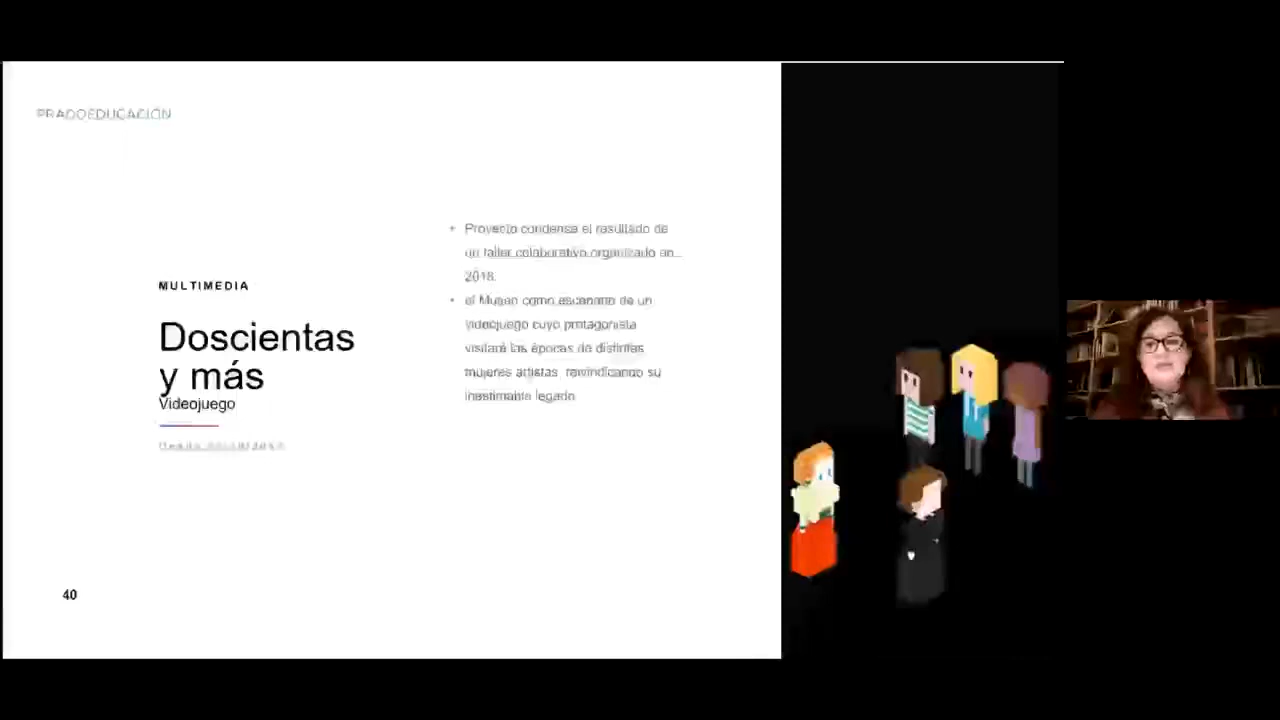 PRADOEDUCACIÓN
MULTIMEDIA
Doscientas
y más
Videojuego
• Proyecto condensa el resultado de
un taller colaborativo organizado en
2018.
• el Museo como escenario de un
videojuego cuyo protagonista
visitará las épocas de distintas
mujeres artistas, reivindicando su
inestimable legado
40